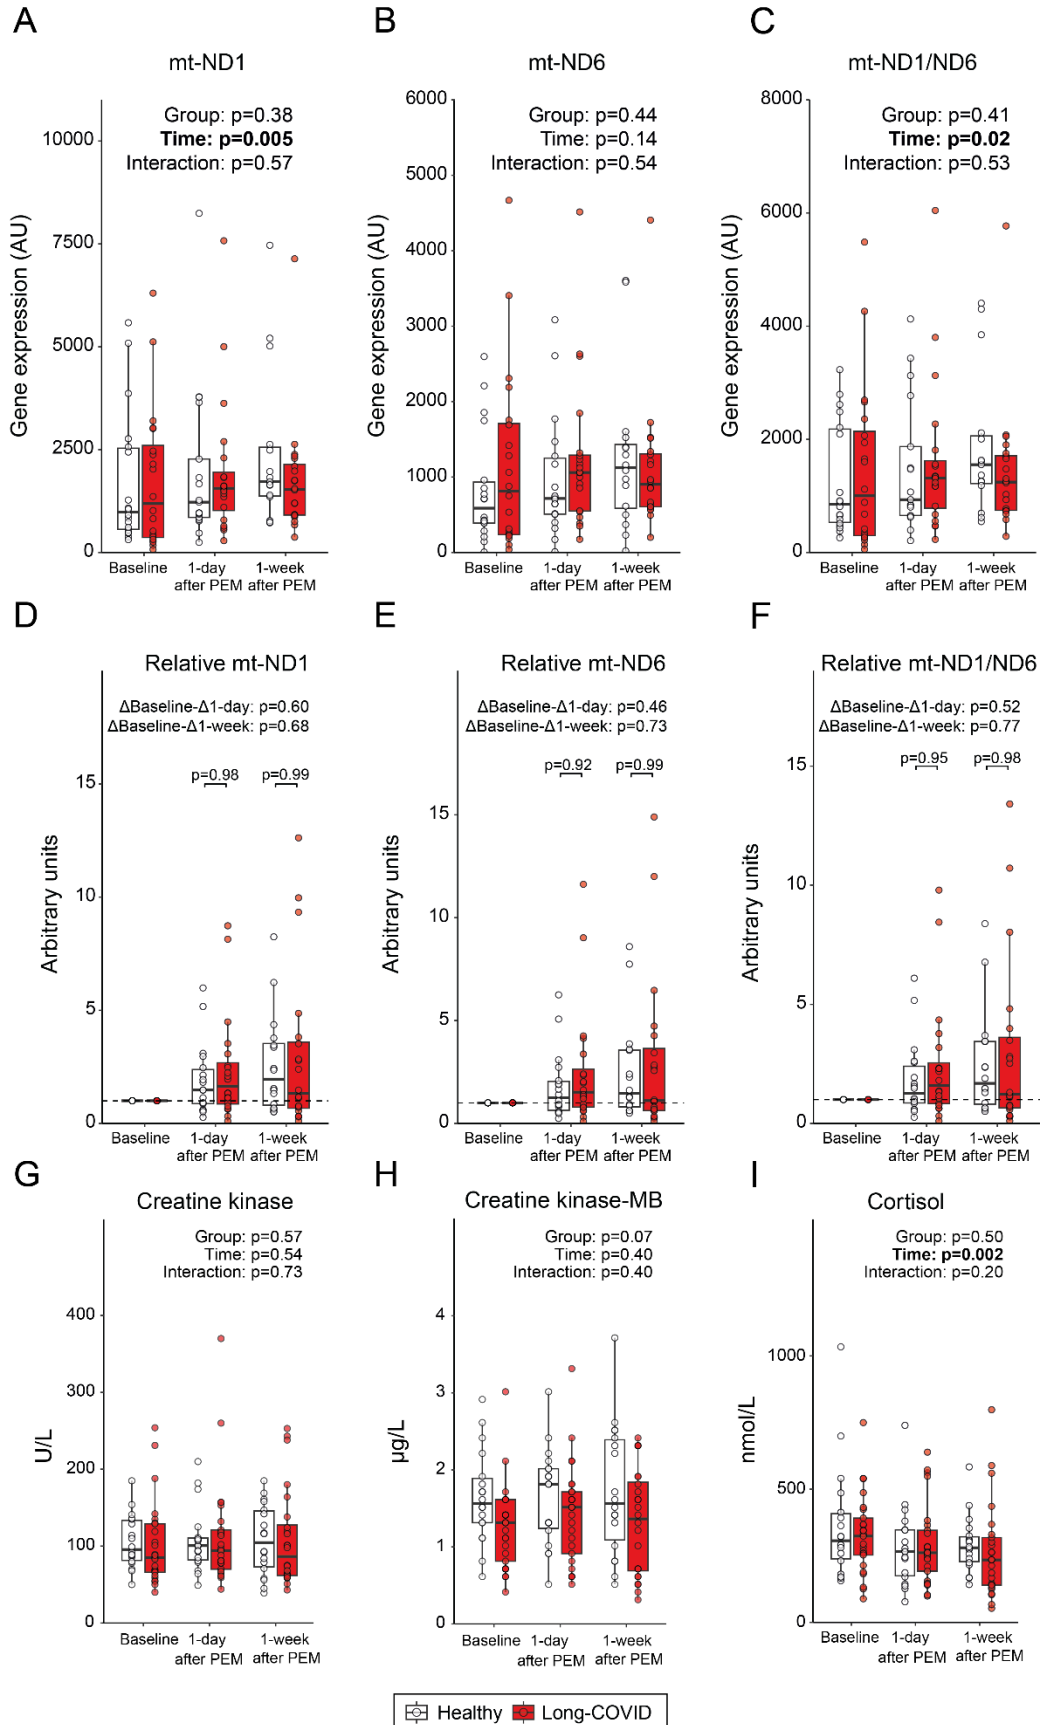 A
mt-ND1
Group: p=0.38
Time: p=0.005
Interaction: p=0.57
Gene expression (AU)
10000
7500
5000
2500
0
Baseline
1-day
after PEM
1-week
after PEM
B
mt-ND6
Group: p=0.44
Time: p=0.14
Interaction: p=0.54
Gene expression (AU)
6000
5000
4000
3000
2000
1000
0
Baseline
1-day
after PEM
1-week
after PEM
C
mt-ND1/ND6
Group: p=0.41
Time: p=0.02
Interaction: p=0.53
Gene expression (AU)
8000
6000
4000
2000
0
Baseline
1-day
after PEM
1-week
after PEM
D
Relative mt-ND1
ΔBaseline-Δ1-day: p=0.60
ΔBaseline-Δ1-week: p=0.68
p=0.98
p=0.99
Arbitrary units
15
10
5
0
Baseline
1-day
after PEM
1-week
after PEM
E
Relative mt-ND6
ΔBaseline-Δ1-day: p=0.46
ΔBaseline-Δ1-week: p=0.73
p=0.92
p=0.99
Arbitrary units
15
10
5
0
Baseline
1-day
after PEM
1-week
after PEM
F
Relative mt-ND1/ND6
ΔBaseline-Δ1-day: p=0.52
ΔBaseline-Δ1-week: p=0.77
p=0.95
p=0.98
Arbitrary units
15
10
5
0
Baseline
1-day
after PEM
1-week
after PEM
G
Creatine kinase
Group: p=0.57
Time: p=0.54
Interaction: p=0.73
U/L
400
300
200
100
0
Baseline
1-day
after PEM
1-week
after PEM
H
Creatine kinase-MB
Group: p=0.07
Time: p=0.40
Interaction: p=0.40
µg/L
4
3
2
1
0
Baseline
1-day
after PEM
1-week
after PEM
I
Cortisol
Group: p=0.50
Time: p=0.002
Interaction: p=0.20
nmol/L
1000
500
0
Baseline
1-day
after PEM
1-week
after PEM
Healthy
Long-COVID